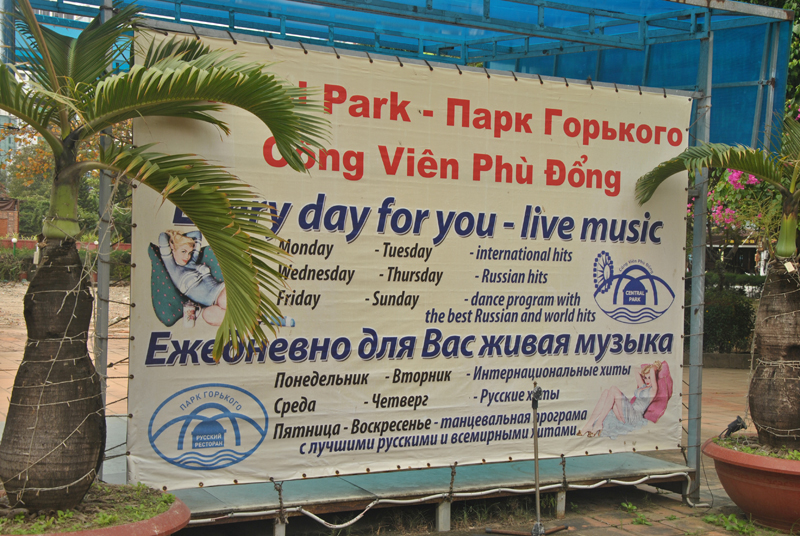 Park - Парк Горького
Công Viên Phù Đổng
day for you - live music
Monday - Tuesday - international hits
Wednesday - Thursday - Russian hits
Friday - Sunday - dance program with
the best Russian and world hits
CENTRAL
PARK
Ежедневно для Вас живая музыка
Понедельник - Вторник - Интернациональные хиты
Среда - Четверг - Русские хиты
Пятница - Воскресенье - танцевальная програма
с лучшими русскими и всемирными хитами
ПАРК ГОРЬКОГО
РУССКИЙ
РЕСТОРАН